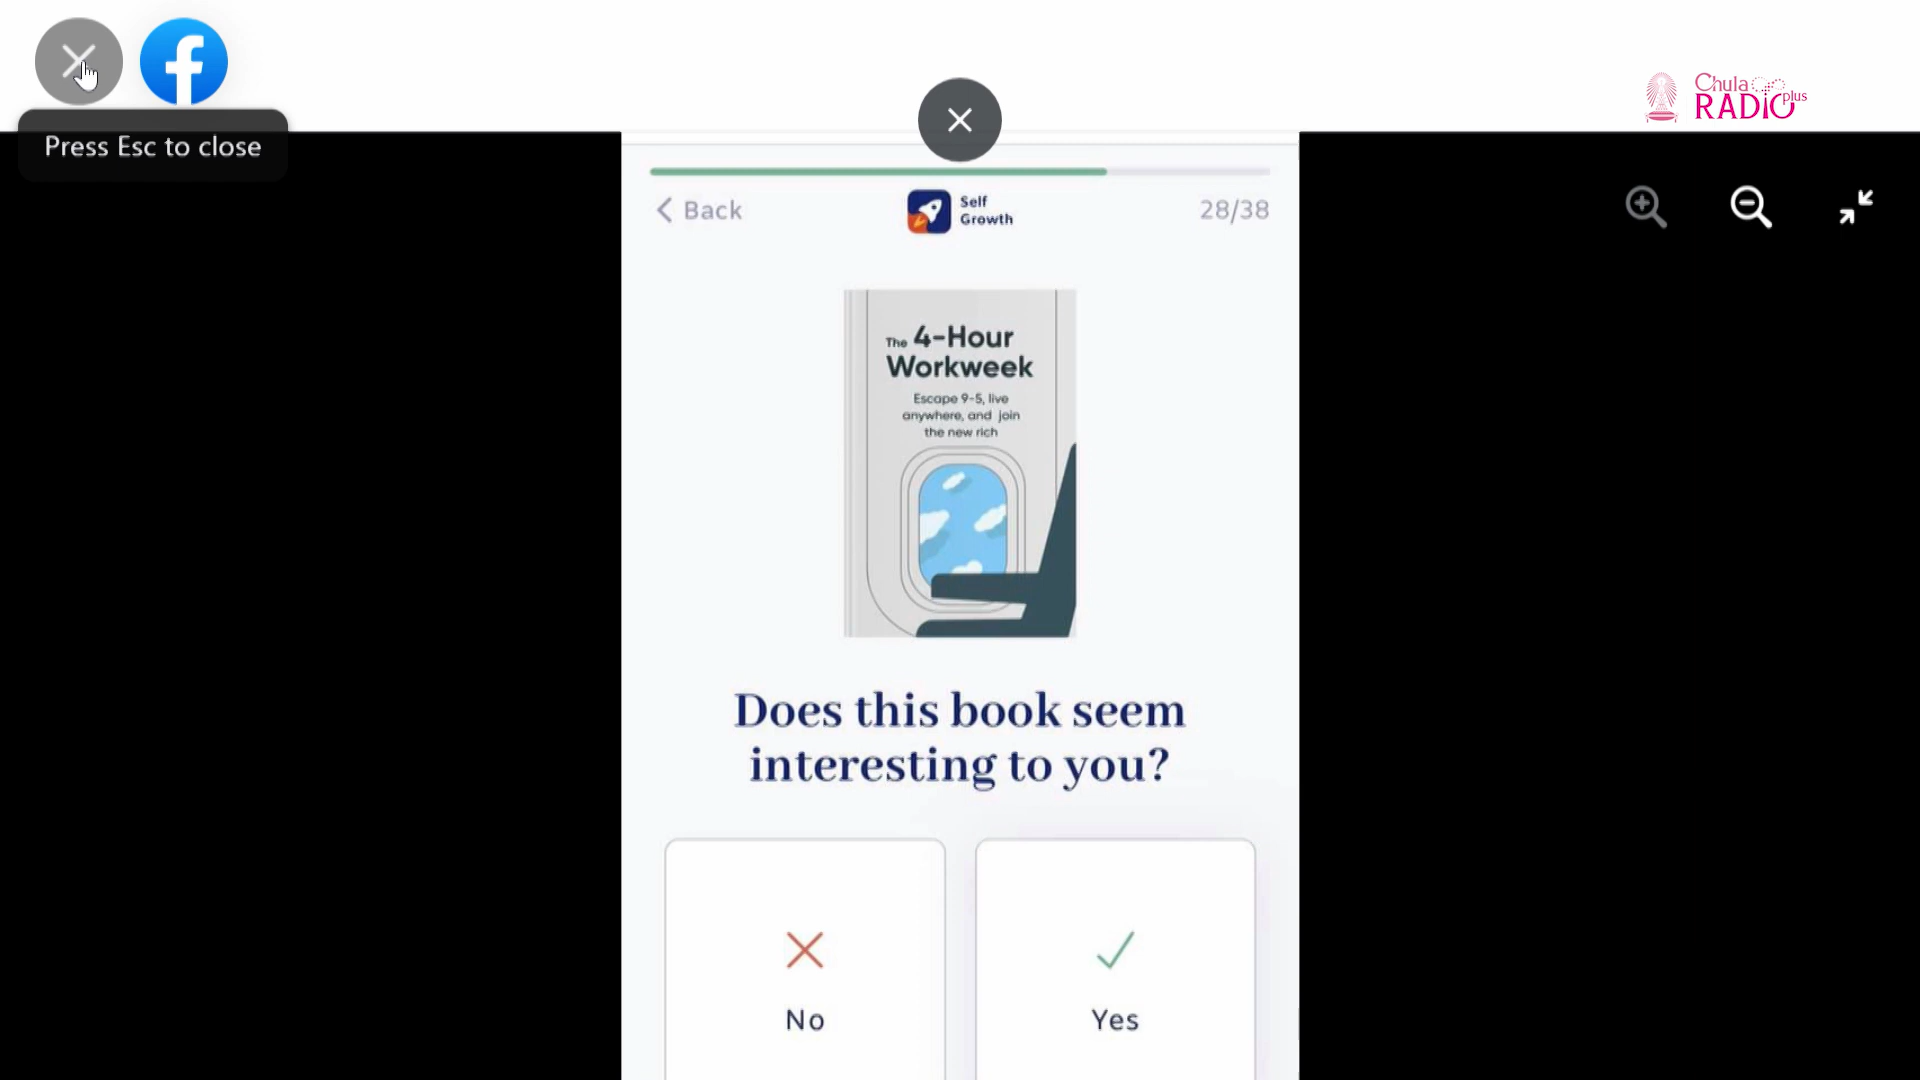 Press Esc to close
Chula
RADIO plus
Back
Self
Growth
28/38
The 4-Hour
Workweek
Escape 9-5, live
anywhere, and join
the new rich
Does this book seem
interesting to you?
No
Yes